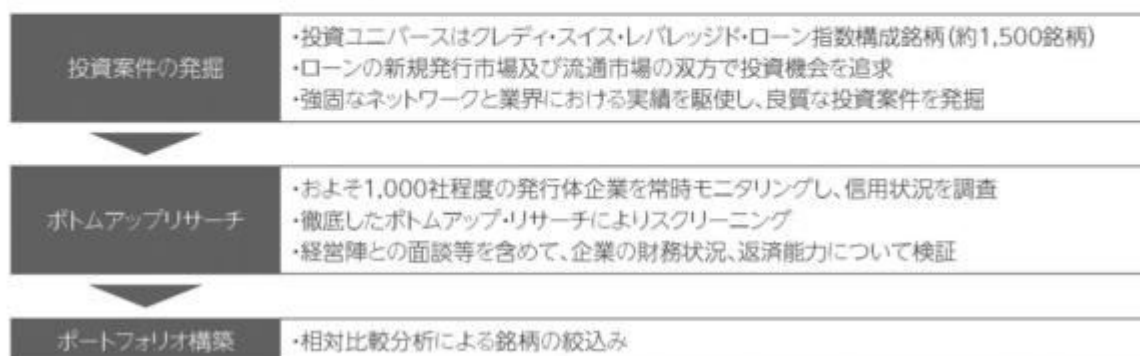 投資案件の発掘
・投資ユニバースはクレディ・スイス・レバレッジド・ローン指数構成銘柄(約1,500銘柄)
・ローンの新規発行市場及び流通市場の双方で投資機会を追求
・強固なネットワークと業界における実績を駆使し、良質な投資案件を発掘
ボトムアップリサーチ
・およそ1,000社程度の発行体企業を常時モニタリングし、信用状況を調査
・徹底したボトムアップ・リサーチによりスクリーニング
・経営陣との面談等を含めて、企業の財務状況、返済能力について検証
ポートフォリオ構築
・相対比較分析による銘柄の絞込み